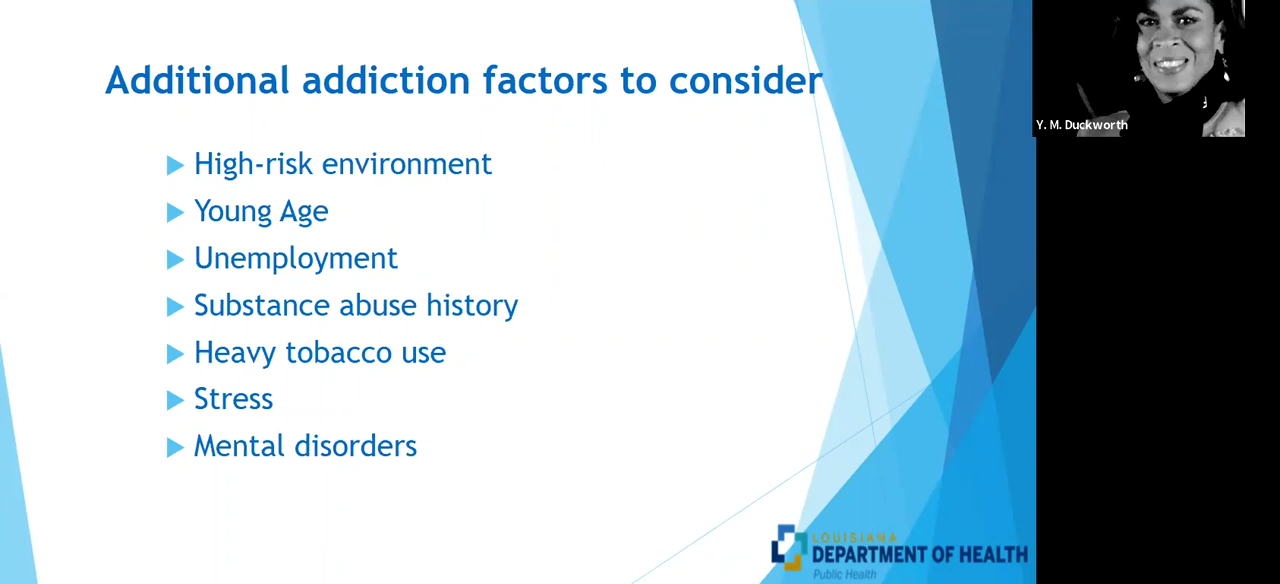 Additional addiction factors to consider
High-risk environment
Young Age
Unemployment
Substance abuse history
Heavy tobacco use
Stress
Mental disorders
Y. M. Duckworth
LOUISIANA
DEPARTMENT OF HEALTH
Public Health